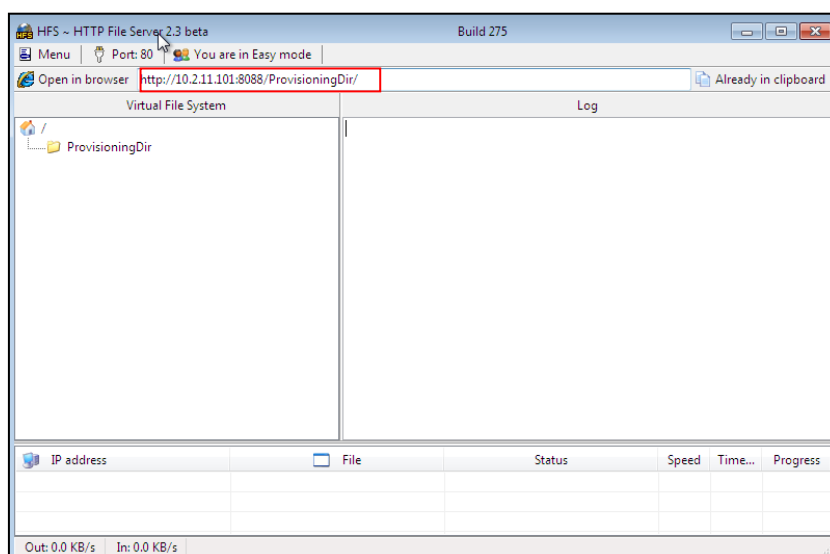 HFS ~ HTTP File Server 2.3 beta Build 275
Menu Port: 80 You are in Easy mode
Open in browser http://10.2.11.101:8088/ProvisioningDir/ Already in clipboard
Virtual File System Log
/
ProvisioningDir
IP address File Status Speed Time... Progress
Out: 0.0 KB/s In: 0.0 KB/s